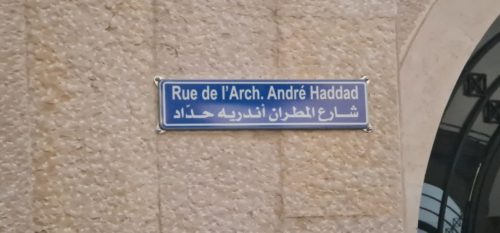 Rue de l'Arch. André Haddad
شارع المطران أندريه حدّاد